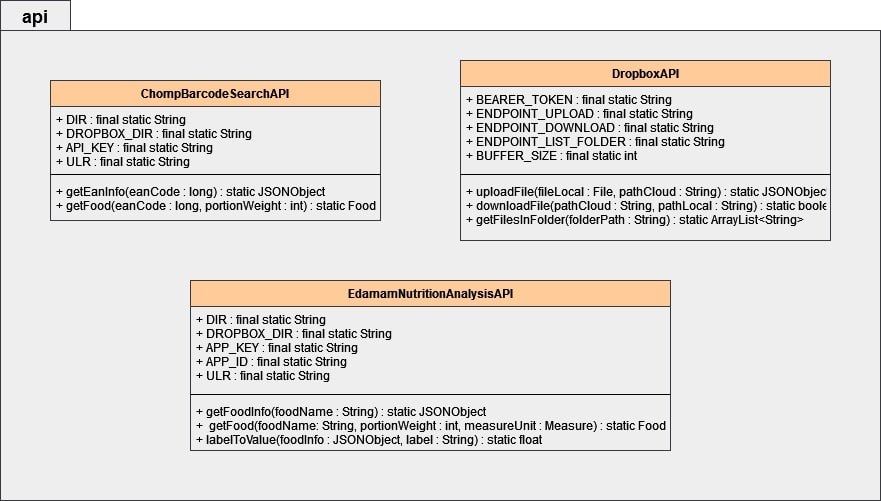 api
ChompBarcodeSearchAPI
+ DIR : final static String
+ DROPBOX_DIR : final static String
+ API_KEY : final static String
+ ULR : final static String
+ getEanInfo(eanCode : long) : static JSONObject
+ getFood(eanCode : long, portionWeight : int) : static Food
DropboxAPI
+ BEARER_TOKEN : final static String
+ ENDPOINT_UPLOAD : final static String
+ ENDPOINT_DOWNLOAD : final static String
+ ENDPOINT_LIST_FOLDER : final static String
+ BUFFER_SIZE : final static int
+ uploadFile(fileLocal : File, pathCloud : String) : static JSONObjec
+ downloadFile(pathCloud : String, pathLocal : String) : static boole
+ getFilesInFolder(folderPath : String) : static ArrayList<String>
EdamamNutritionAnalysisAPI
+ DIR : final static String
+ DROPBOX_DIR : final static String
+ APP_KEY : final static String
+ APP_ID : final static String
+ ULR : final static String
+ getFoodInfo(foodName : String) : static JSONObject
+ getFood(foodName: String, portionWeight : int, measureUnit : Measure) : static Food
+ labelToValue(foodInfo : JSONObject, label : String) : static float